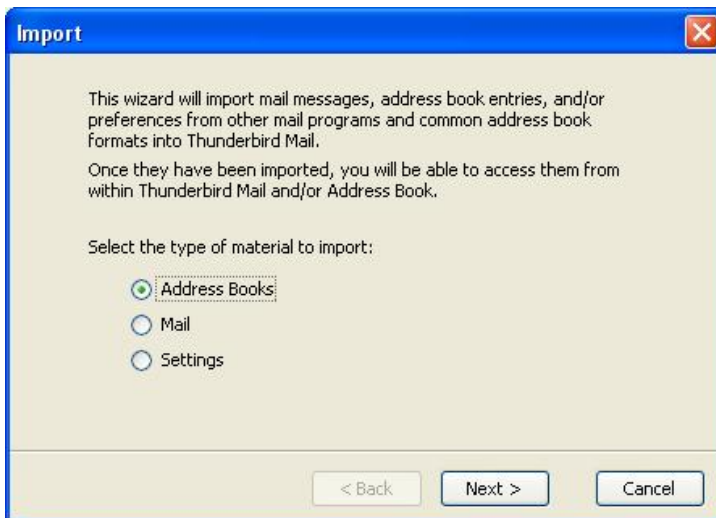 Import
This wizard will import mail messages, address book entries, and/or
preferences from other mail programs and common address book
formats into Thunderbird Mail.
Once they have been imported, you will be able to access them from
within Thunderbird Mail and/or Address Book.
Select the type of material to import:
Address Books
Mail
Settings
< Back Next > Cancel